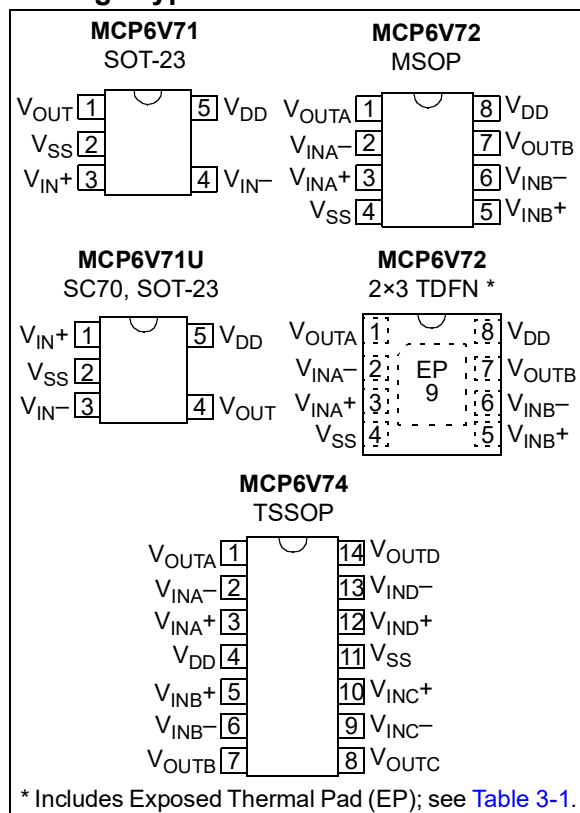 MCP6V71
SOT-23
VOUT 1 5 VDD
VSS 2
VIN+ 3 4 VIN–
MCP6V72
MSOP
VOUTA 1 8 VDD
VINA– 2 7 VOUTB
VINA+ 3 6 VINB–
VSS 4 5 VINB+
MCP6V71U
SC70, SOT-23
VIN+ 1 5 VDD
VSS 2
VIN– 3 4 VOUT
MCP6V72
2×3 TDFN *
VOUTA 1 8 VDD
VINA– 2 EP 7 VOUTB
VINA+ 3 9 6 VINB–
VSS 4 5 VINB+
MCP6V74
TSSOP
VOUTA 1 14 VOUTD
VINA– 2 13 VIND–
VINA+ 3 12 VIND+
VDD 4 11 VSS
VINB+ 5 10 VINC+
VINB– 6 9 VINC–
VOUTB 7 8 VOUTC
* Includes Exposed Thermal Pad (EP); see Table 3-1.